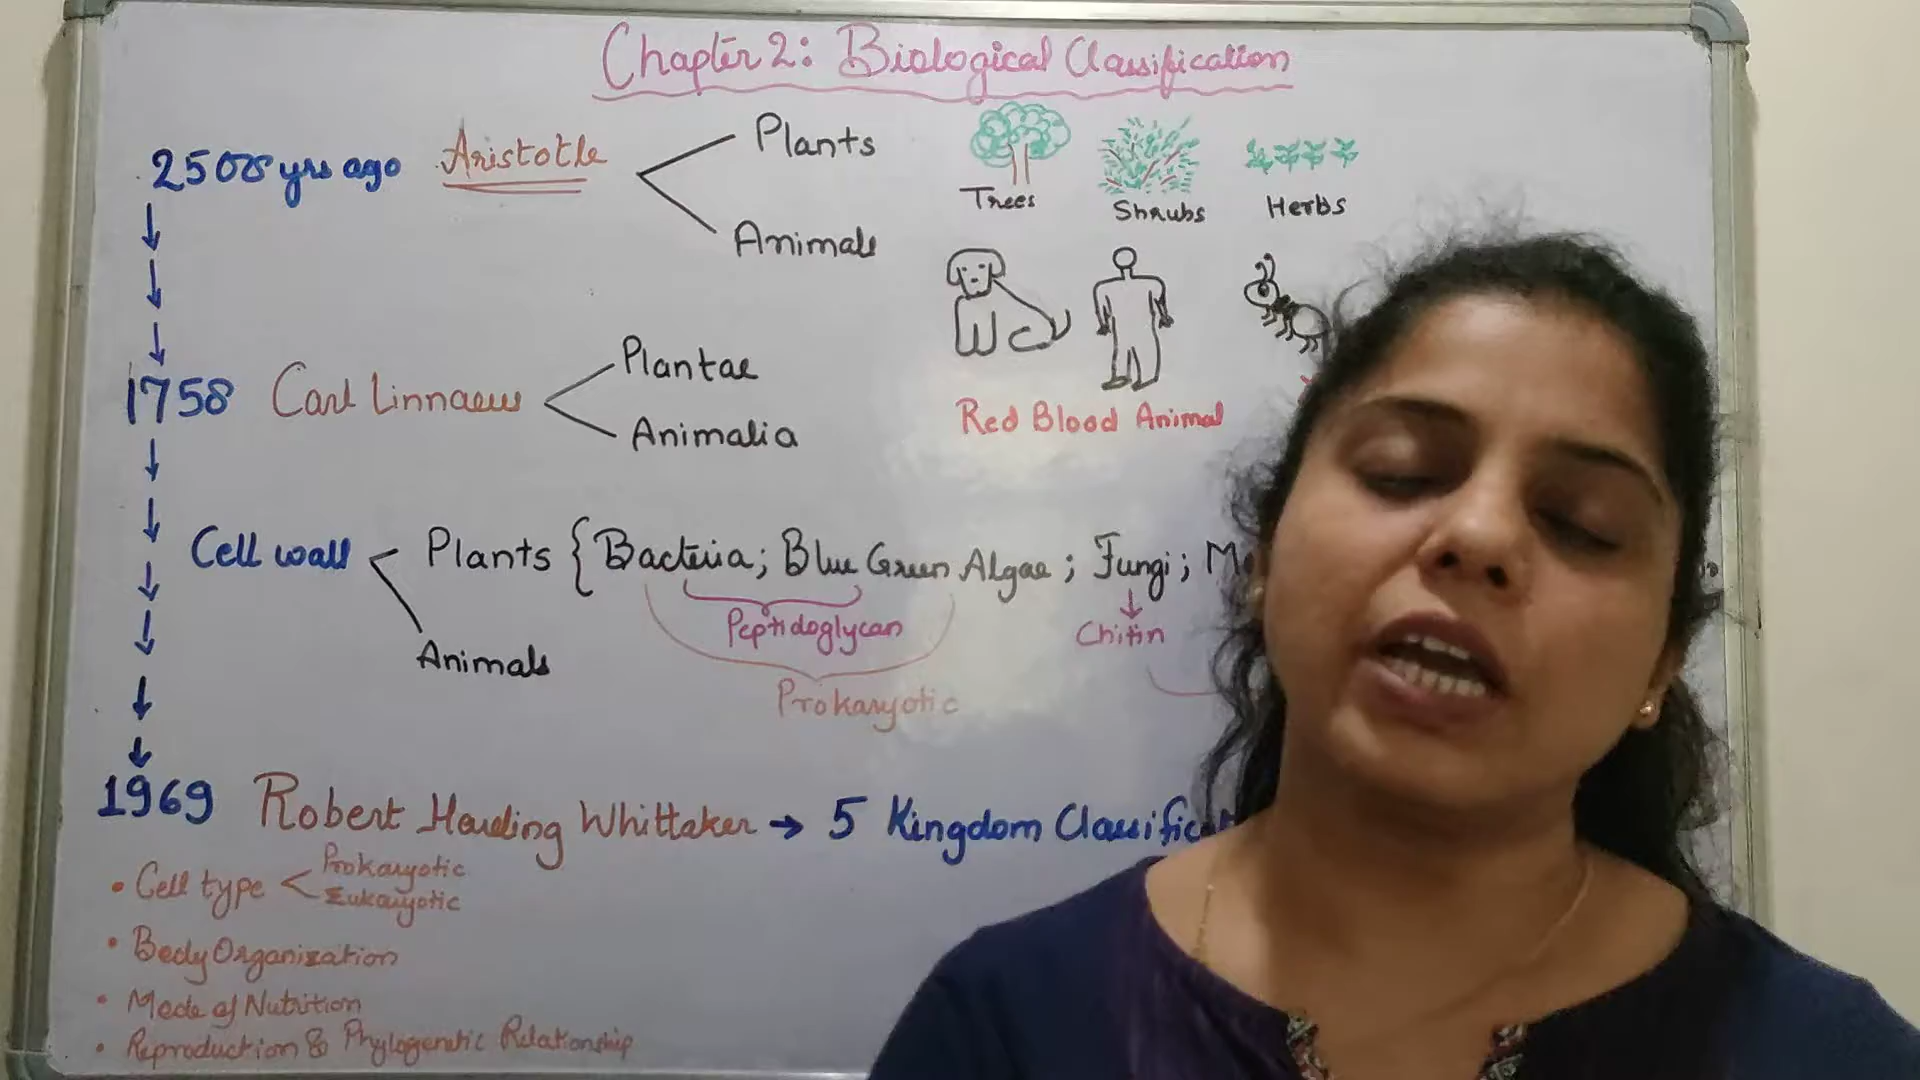 Chapter 2: Biological Classification
yrs ago Aristotle
Plants
Animals
Trees
Shrubs
Herbs
Red Blood Animal
1758 Carl Linnaeus
Plantae
Animalia
Cell wall
Plants { Bacteria; Blue Green Algae; Fungi;
Peptidoglycan
Chitin
Prokaryotic
Animals
1969 Robert Harding Whittaker → 5 Kingdom
• Cell type < Prokaryotic
Eukaryotic
• Body Organization
• Mode of Nutrition
• Reproduction & Phylogenetic Relationship